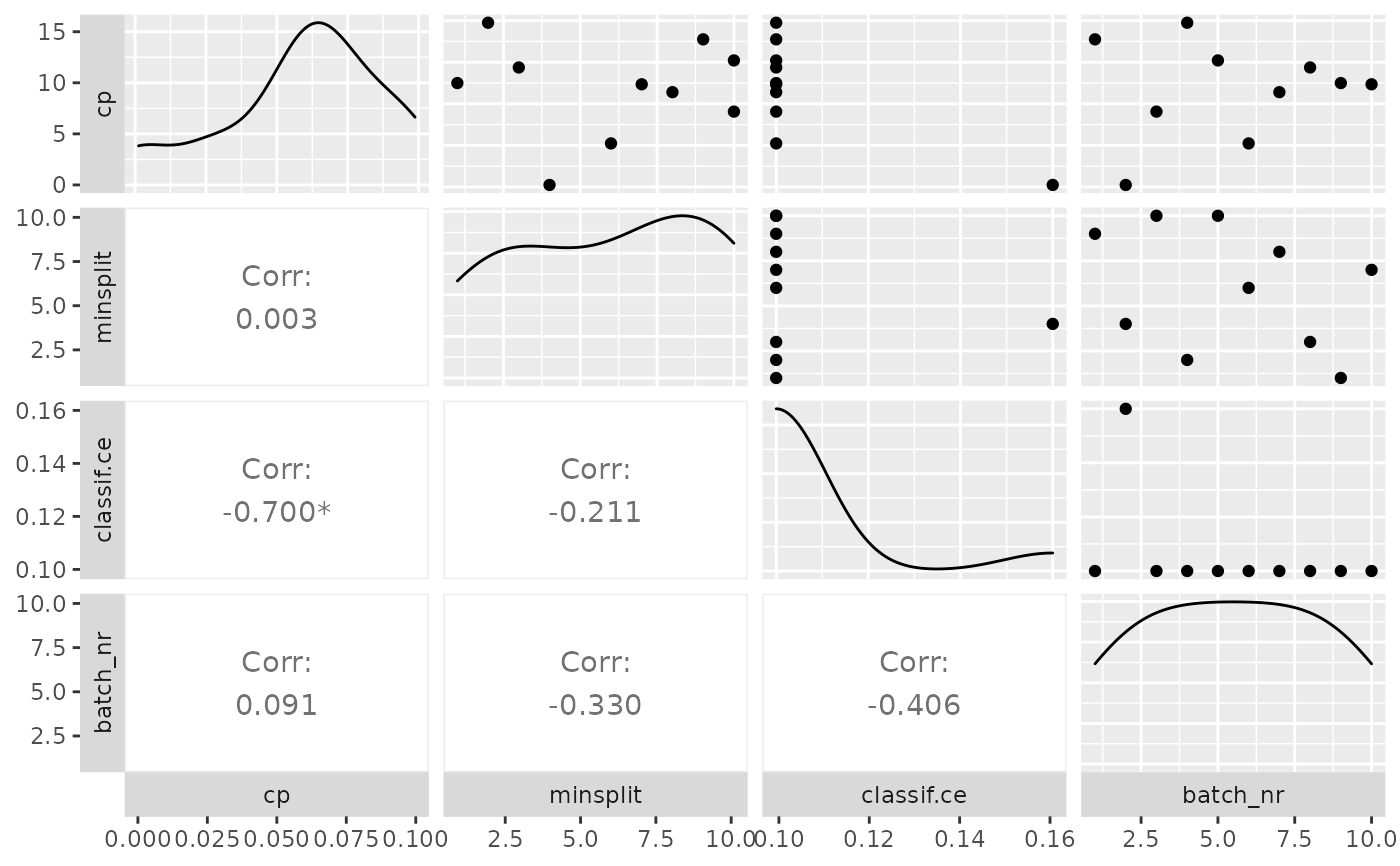 15
10
5
0
cp
10.0
7.5
5.0
2.5
minsplit
Corr:
0.003
0.16
0.14
0.12
0.10
classif.ce
Corr:
-0.700*
Corr:
-0.211
10.0
7.5
5.0
2.5
batch_nr
Corr:
0.091
Corr:
-0.330
Corr:
-0.406
cp minsplit classif.ce batch_nr
0.000 0.025 0.050 0.075 0.100 2.5 5.0 7.5 10.0 0.10 0.12 0.14 0.16 2.5 5.0 7.5 10.0